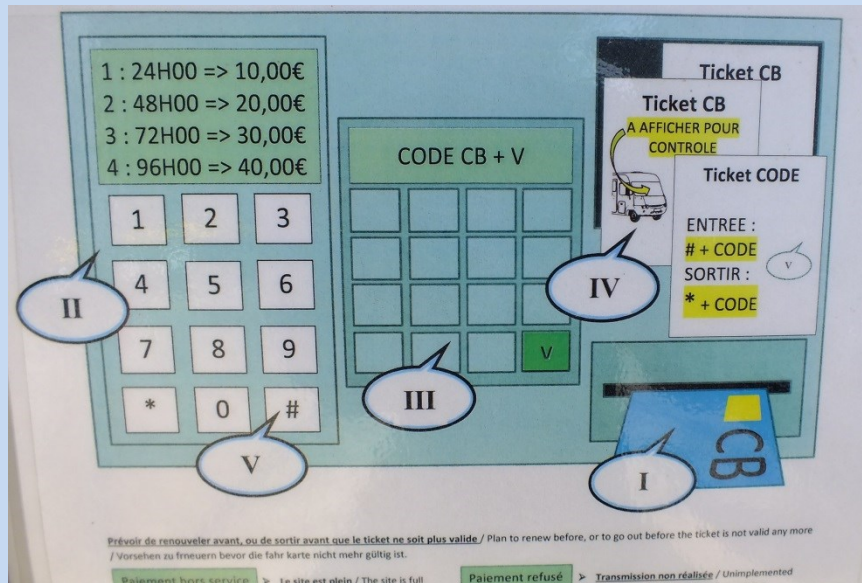 1 : 24H00 => 10,00€
2 : 48H00 => 20,00€
3 : 72H00 => 30,00€
4 : 96H00 => 40,00€
1 2 3
4 5 6
7 8 9
* 0 #
II
V
CODE CB + V
V
III
Ticket CB
Ticket CB
A AFFICHER POUR
CONTROLE
IV
Ticket CODE
ENTREE :
# + CODE
V
SORTIR :
* + CODE
CB
I
Prévoir de renouveler avant, ou de sortir avant que le ticket ne soit plus valide / Plan to renew before, or to go out before the ticket is not valid any more
/ Vorsehen zu frneuern bevor die fahr karte nicht mehr gültig ist.
Paiement hors service ➢ Le site est plein / The site is full
Paiement refusé ➢ Transmission non réalisée / Unimplemented